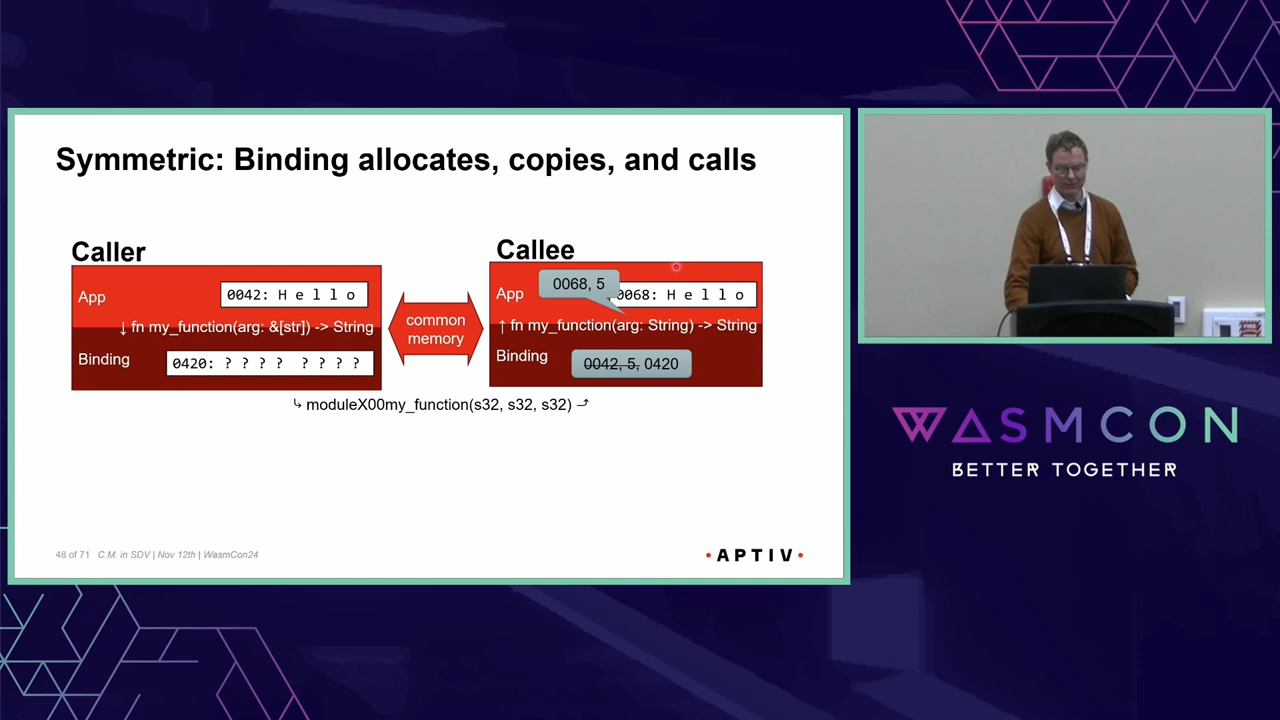 Symmetric: Binding allocates, copies, and calls
Caller
App
0042: H e l l o
↓ fn my_function(arg: &[str]) -> String
Binding
0420: ? ? ? ?  ? ? ? ?
common
memory
Callee
App
0068, 5
0068: H e l l o
↑ fn my_function(arg: String) -> String
Binding
0042, 5, 0420
↳ moduleX00my_function(s32, s32, s32)
48 of 71 C.M. in SDV | Nov 12th | WasmCon24
• A P T I V •
WASMCON
BETTER TOGETHER